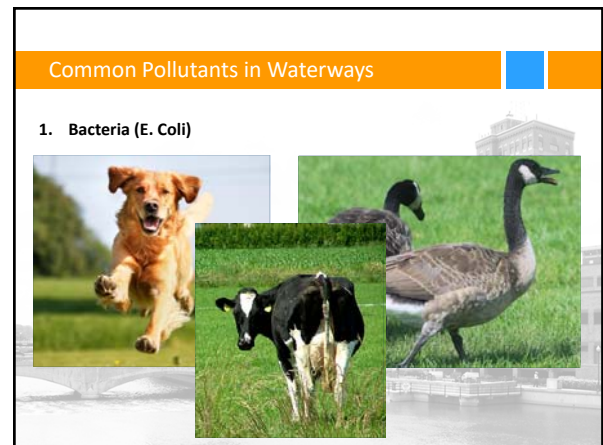 Common Pollutants in Waterways
1. Bacteria (E. Coli)